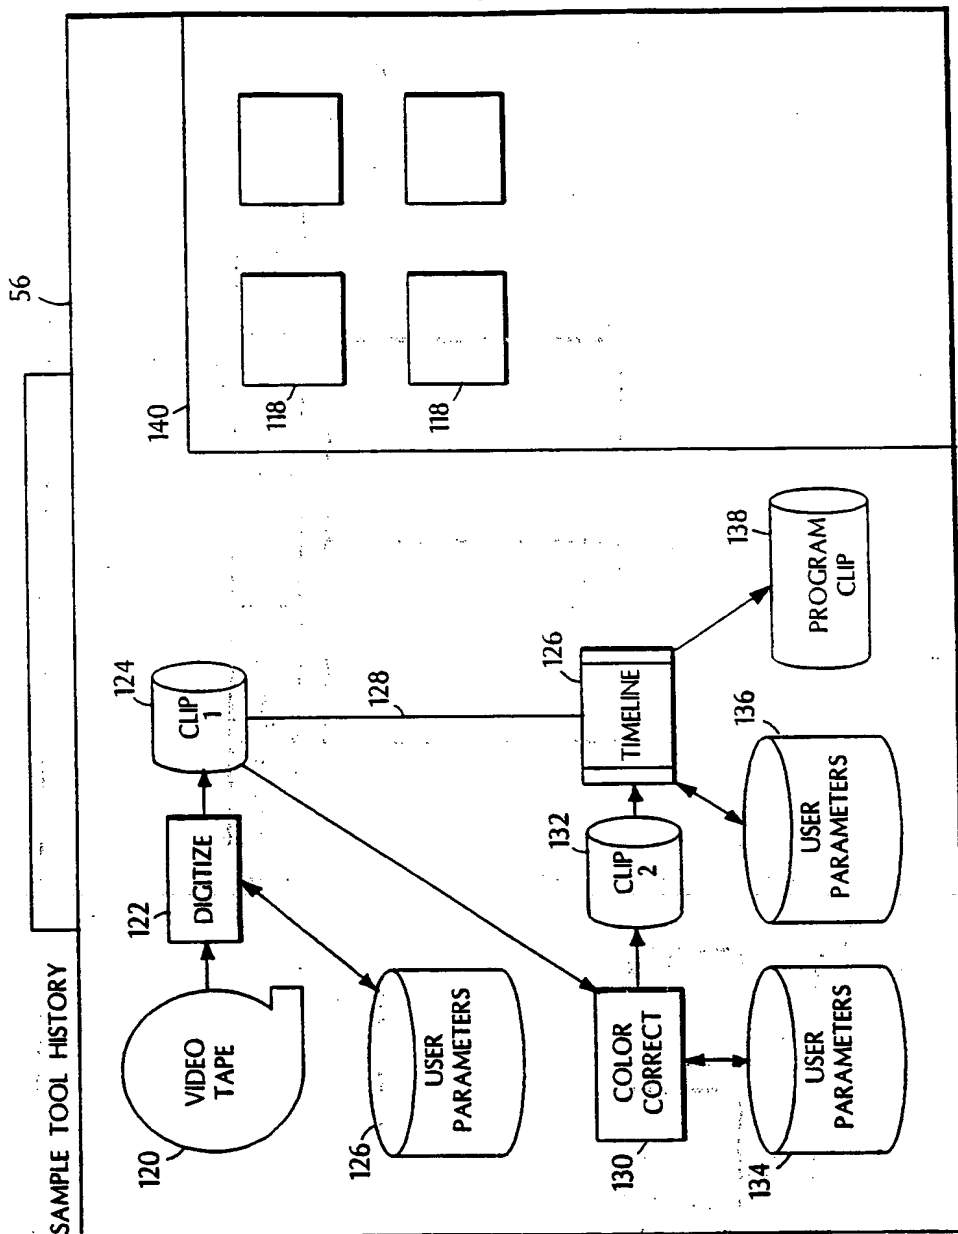 SAMPLE TOOL HISTORY
56
120
VIDEO
TAPE
122
DIGITIZE
124
CLIP
1
126
USER
PARAMETERS
128
130
COLOR
CORRECT
132
CLIP
2
126
TIMELINE
134
USER
PARAMETERS
136
USER
PARAMETERS
138
PROGRAM
CLIP
140
118
118